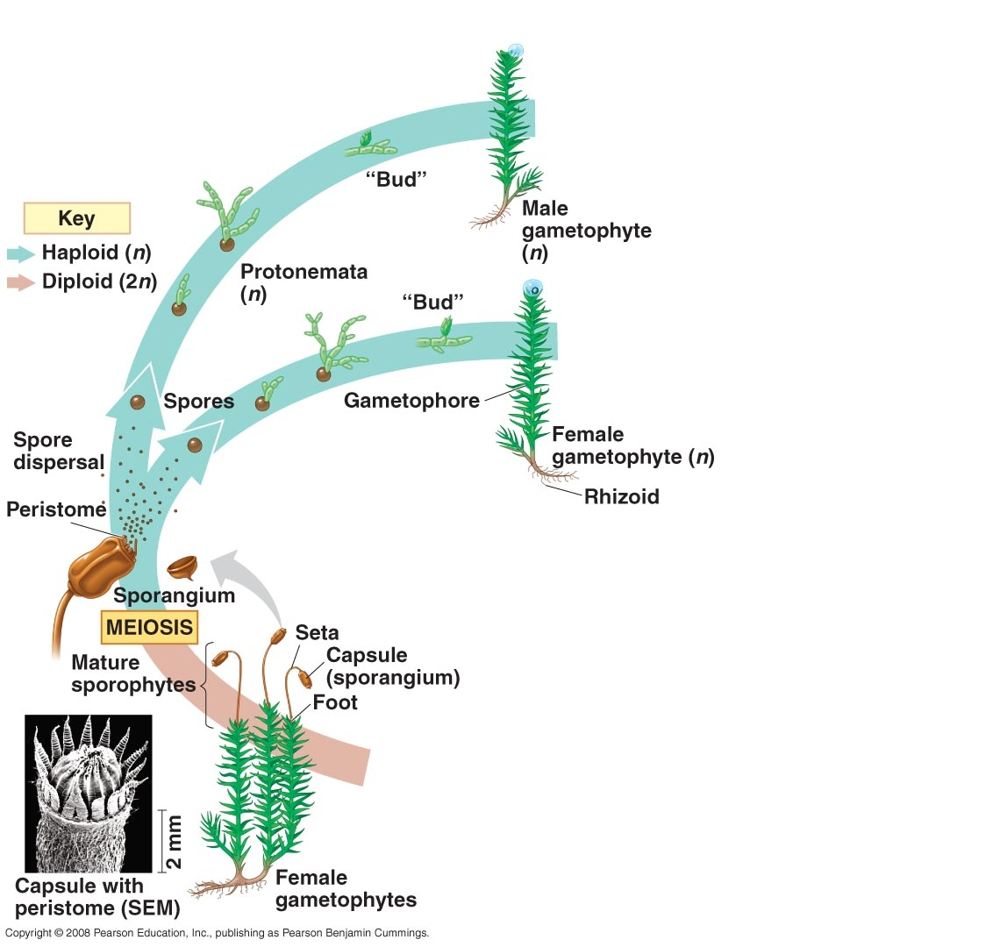 “Bud”
Male
gametophyte
(n)
Key
Haploid (n)
Diploid (2n)
Protonemata
(n)
“Bud”
Spores
Gametophore
Spore
dispersal
Female
gametophyte (n)
Rhizoid
Peristome
Sporangium
MEIOSIS
Seta
Mature
sporophytes
Capsule
(sporangium)
Foot
2 mm
Capsule with
peristome (SEM)
Female
gametophytes
Copyright © 2008 Pearson Education, Inc., publishing as Pearson Benjamin Cummings.